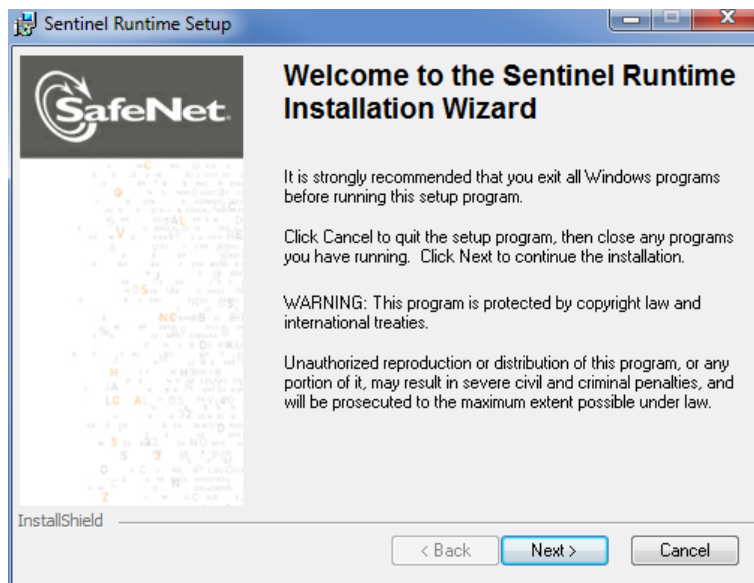 Sentinel Runtime Setup
SafeNet.
Welcome to the Sentinel Runtime
Installation Wizard
It is strongly recommended that you exit all Windows programs
before running this setup program.
Click Cancel to quit the setup program, then close any programs
you have running. Click Next to continue the installation.
WARNING: This program is protected by copyright law and
international treaties.
Unauthorized reproduction or distribution of this program, or any
portion of it, may result in severe civil and criminal penalties, and
will be prosecuted to the maximum extent possible under law.
InstallShield
< Back
Next >
Cancel